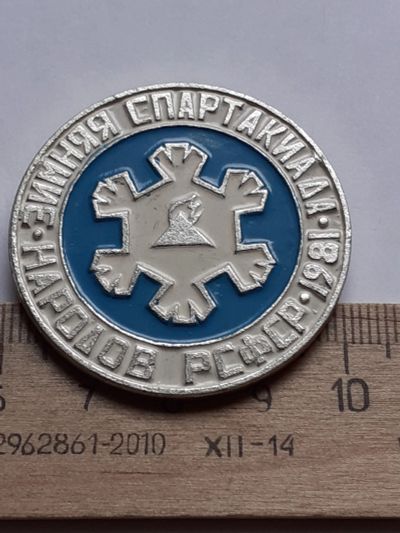 ЗИМНЯЯ СПАРТАКИАДА · 1981 ·
НАРОДОВ РСФСР
7 8 9 10
2962861-2010 XII-14